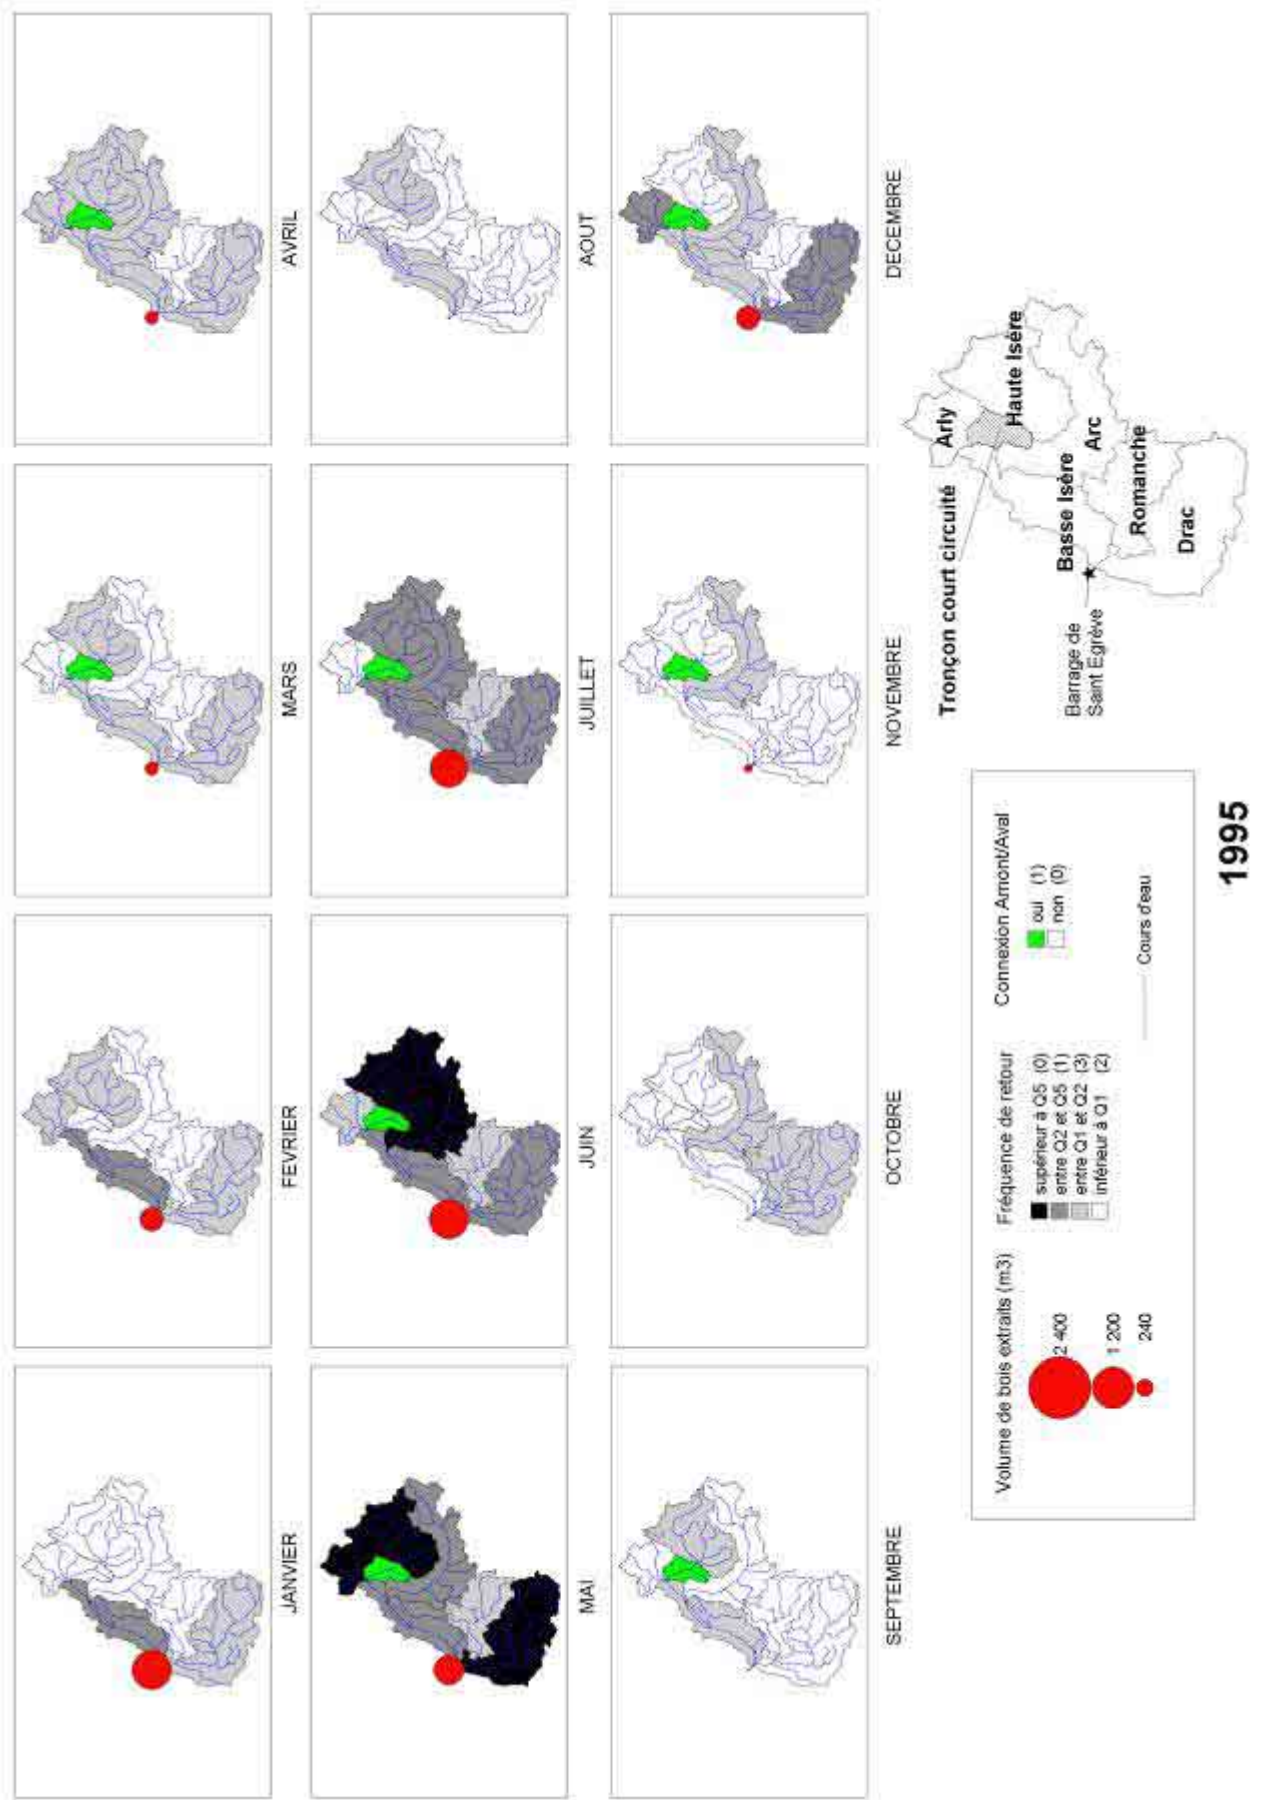 JANVIER
FEVRIER
MARS
AVRIL
MAI
JUIN
JUILLET
AOUT
SEPTEMBRE
OCTOBRE
NOVEMBRE
DECEMBRE
Volume de bois extraits (m3)
2 400
1 200
240
Fréquence de retour
supérieur à Q5 (0)
entre Q2 et Q5 (1)
entre Q1 et Q2 (3)
inférieur à Q1 (2)
Connexion Amont/Aval
oui (1)
non (0)
Cours d'eau
Tronçon court circuité
Arly
Haute Isère
Basse Isère
Arc
Romanche
Drac
Barrage de
Saint Egrève
1995